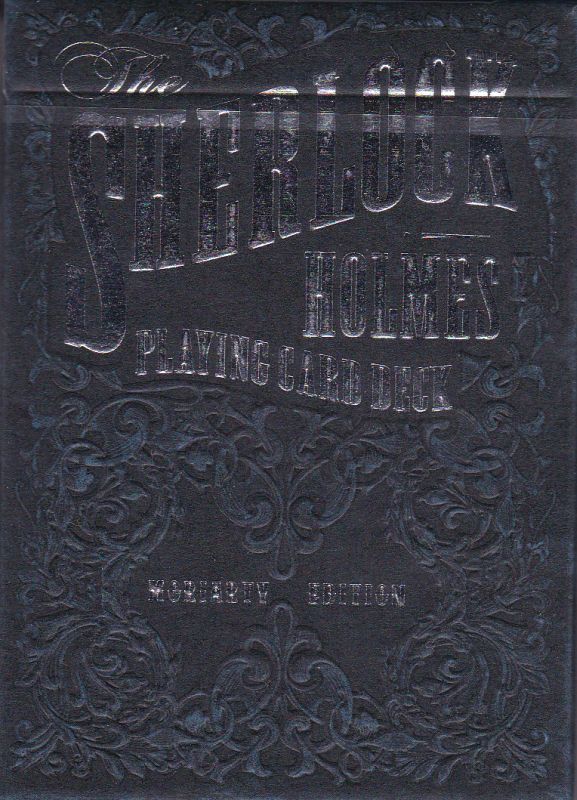 The
SHERLOCK
HOLMES
PLAYING CARD DECK
MORIARTY EDITION